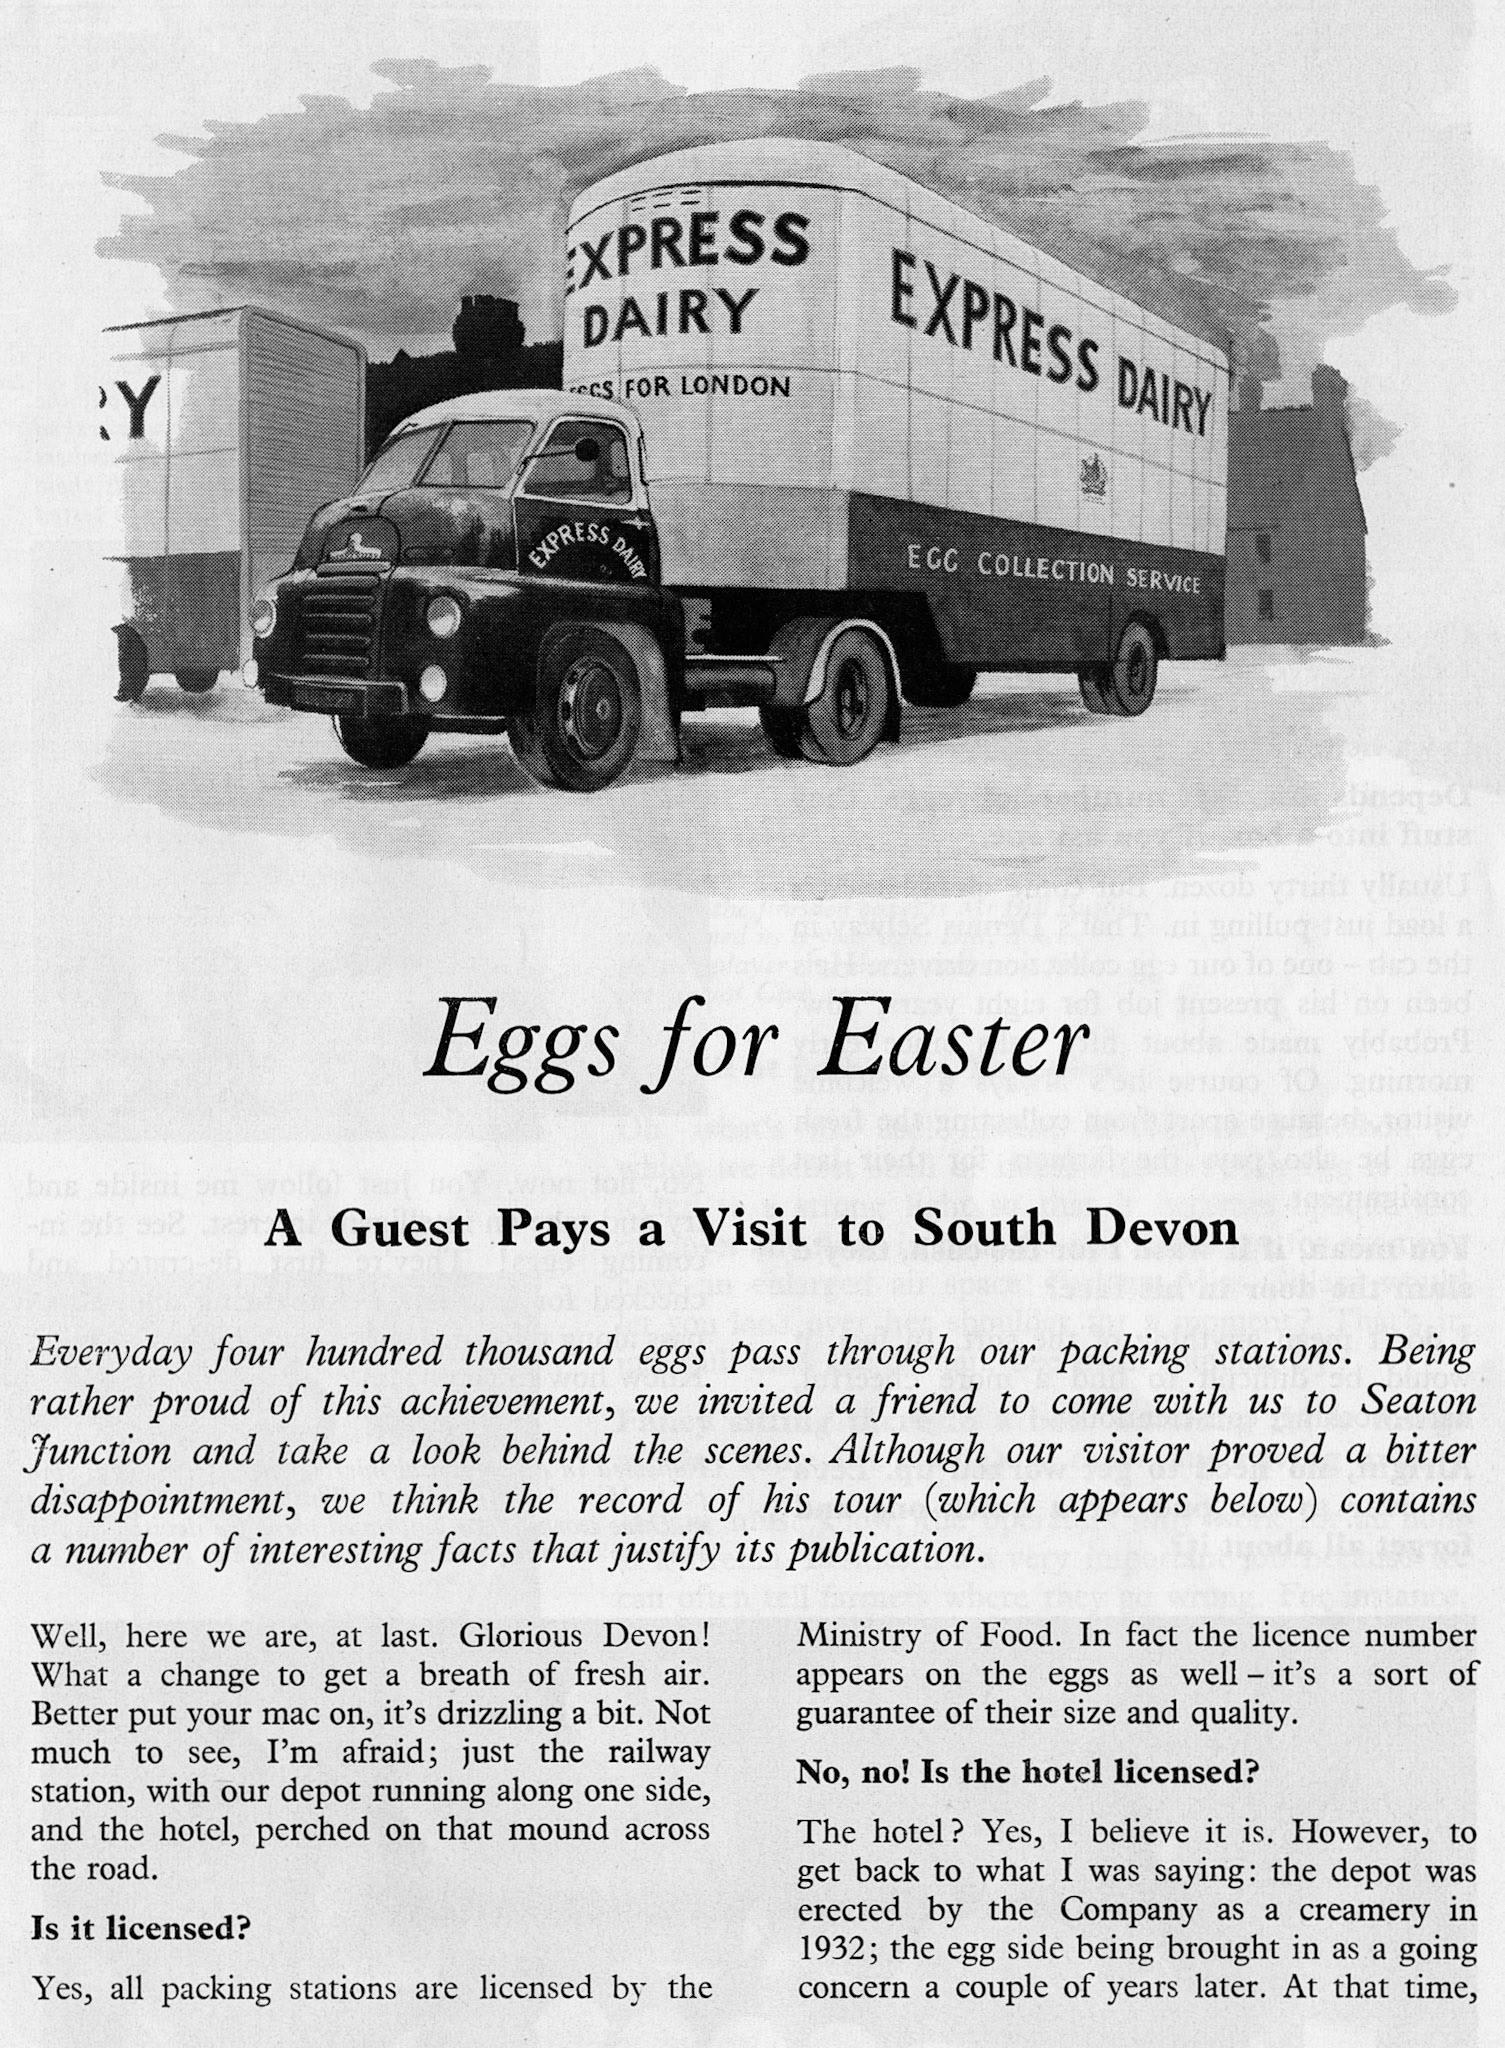 EXPRESS
DAIRY
EGGS FOR LONDON
EXPRESS DAIRY
RY
EXPRESS DAIRY
EGG COLLECTION SERVICE
Eggs for Easter
A Guest Pays a Visit to South Devon
Everyday four hundred thousand eggs pass through our packing stations. Being
rather proud of this achievement, we invited a friend to come with us to Seaton
Junction and take a look behind the scenes. Although our visitor proved a bitter
disappointment, we think the record of his tour (which appears below) contains
a number of interesting facts that justify its publication.
Well, here we are, at last. Glorious Devon!
What a change to get a breath of fresh air.
Better put your mac on, it's drizzling a bit. Not
much to see, I'm afraid; just the railway
station, with our depot running along one side,
and the hotel, perched on that mound across
the road.
Is it licensed?
Yes, all packing stations are licensed by the
Ministry of Food. In fact the licence number
appears on the eggs as well – it's a sort of
guarantee of their size and quality.
No, no! Is the hotel licensed?
The hotel? Yes, I believe it is. However, to
get back to what I was saying: the depot was
erected by the Company as a creamery in
1932; the egg side being brought in as a going
concern a couple of years later. At that time,